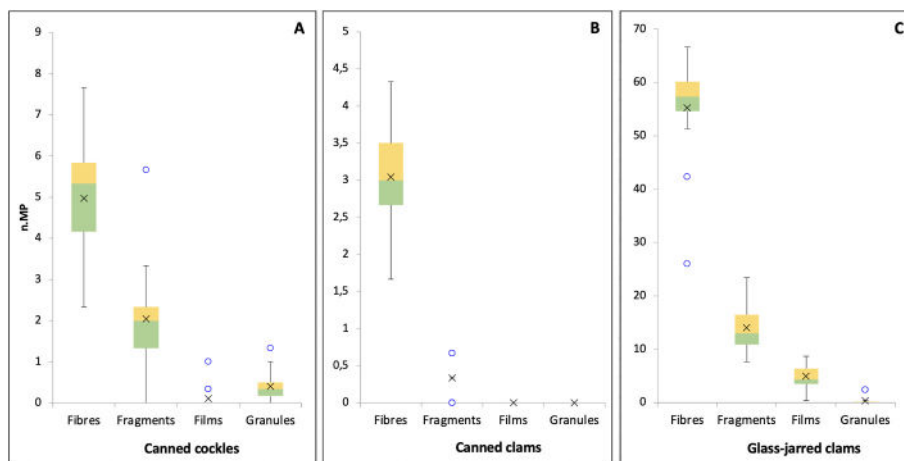 A
9
8
7
6
5
4
3
2
1
0
n.MP
Fibres Fragments Films Granules
Canned cockles
B
5
4,5
4
3,5
3
2,5
2
1,5
1
0,5
0
Fibres Fragments Films Granules
Canned clams
C
70
60
50
40
30
20
10
0
Fibres Fragments Films Granules
Glass-jarred clams